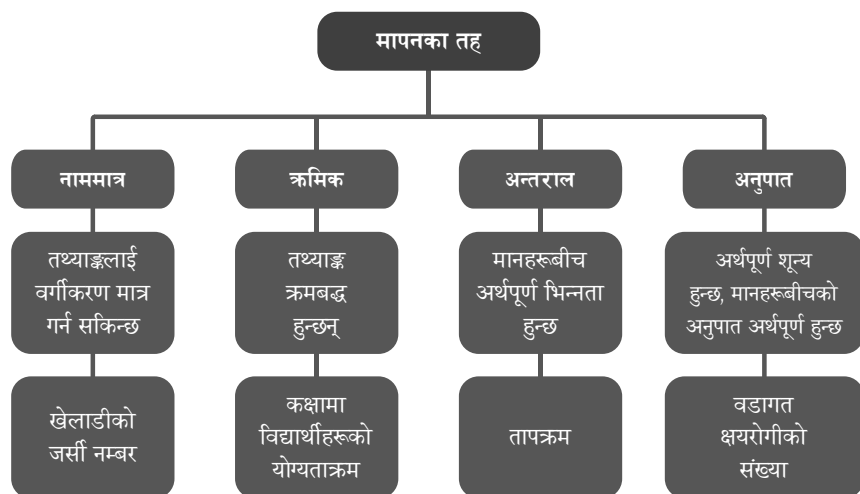 मापनका तह
नाममात्र
क्रमिक
अन्तराल
अनुपात
तथ्याङ्कलाई
वर्गीकरण मात्र
गर्न सकिन्छ
तथ्याङ्क
क्रमबद्ध
हुन्छन्
मानहरूबीच
अर्थपूर्ण भिन्नता
हुन्छ
अर्थपूर्ण शून्य
हुन्छ, मानहरूबीचको
अनुपात अर्थपूर्ण हुन्छ
खेलाडीको
जर्सी नम्बर
कक्षामा
विद्यार्थीहरूको
योग्यताक्रम
तापक्रम
वडागत
क्षयरोगीको
संख्या